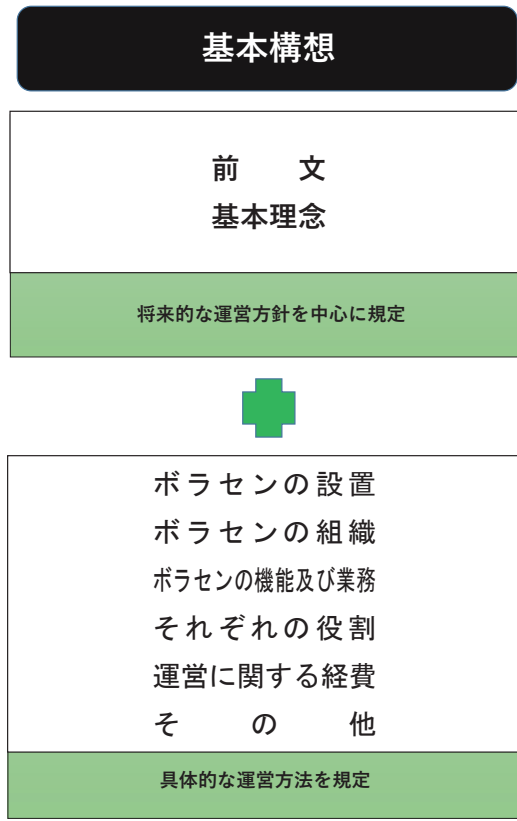 基本構想
前　　文
基本理念
将来的な運営方針を中心に規定
ボラセンの設置
ボラセンの組織
ボラセンの機能及び業務
それぞれの役割
運営に関する経費
そ　の　他
具体的な運営方法を規定